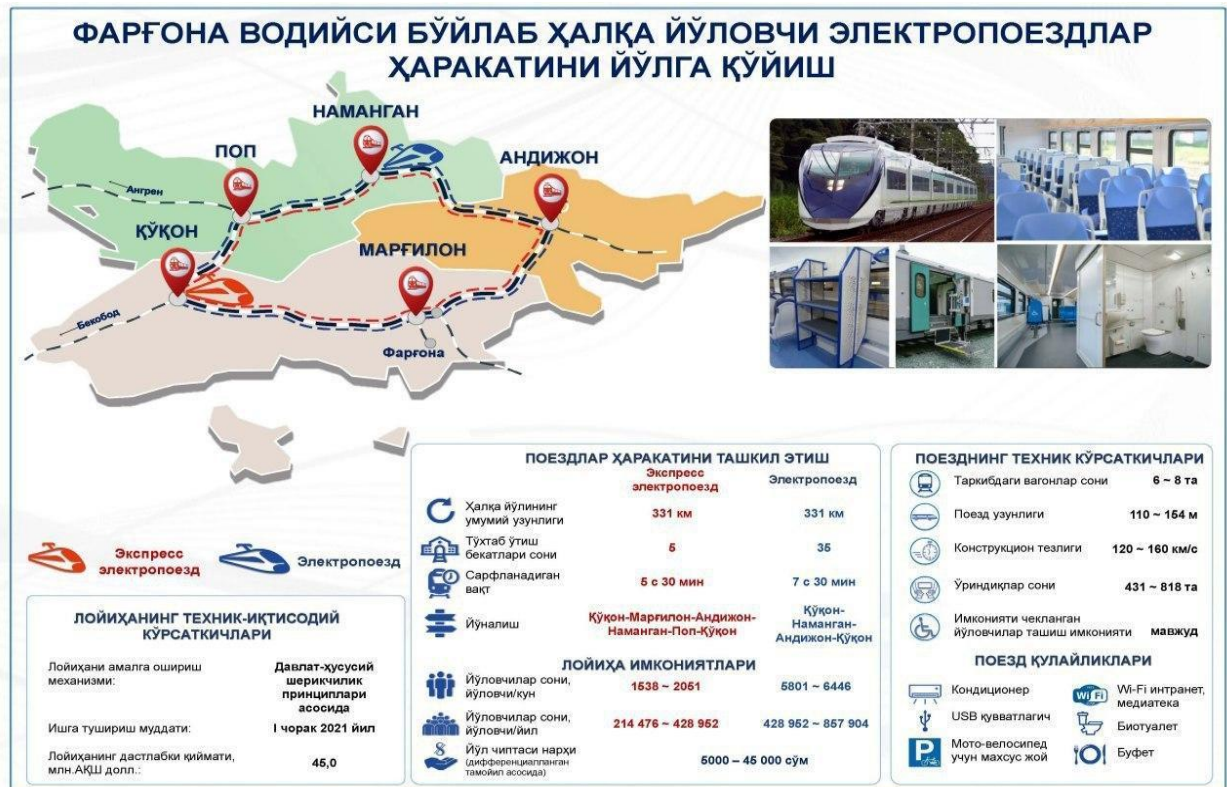 ФАРҒОНА ВОДИЙСИ БЎЙЛАБ ҲАЛҚА ЙЎЛОВЧИ ЭЛЕКТРОПОЕЗДЛАР
ҲАРАКАТИНИ ЙЎЛГА ҚЎЙИШ
НАМАНГАН
ПОП
АНДИЖОН
Ангрен
ҚЎҚОН
МАРҒИЛОН
Бекобод
Фарғона
Экспресс
электропоезд
Электропоезд
ЛОЙИҲАНИНГ ТЕХНИК-ИҚТИСОДИЙ
КЎРСАТКИЧЛАРИ
Лойиҳани амалга ошириш
механизми:
Давлат-ҳусусий
шерикчилик
принциплари
асосида
Ишга тушириш муддати:
I чорак 2021 йил
Лойиҳанинг дастлабки қиймати,
млн.АҚШ долл.:
45,0
ПОЕЗДЛАР ҲАРАКАТИНИ ТАШКИЛ ЭТИШ
Экспресс
электропоезд
Электропоезд
Ҳалқа йўлининг
умумий узунлиги
331 км
331 км
Тўхтаб ўтиш
бекатлари сони
5
35
Сарфланадиган
вақт
5 с 30 мин
7 с 30 мин
Йўналиш
Қўқон-Марғилон-Андижон-
Наманган-Поп-Қўқон
Қўқон-
Наманган-
Андижон-Қўқон
ЛОЙИҲА ИМКОНИЯТЛАРИ
Йўловчилар сони,
йўловчи/кун
1538 ~ 2051
5801 ~ 6446
Йўловчилар сони,
йўловчи/йил
214 476 ~ 428 952
428 952 ~ 857 904
Йўл чиптаси нархи
(дифференциалланган
тамойил асосида)
5000 – 45 000 сўм
ПОЕЗДНИНГ ТЕХНИК КЎРСАТКИЧЛАРИ
Таркибдаги вагонлар сони
6 ~ 8 та
Поезд узунлиги
110 ~ 154 м
Конструкцион тезлиги
120 ~ 160 км/с
Ўриндиқлар сони
431 ~ 818 та
Имконияти чекланган
йўловчилар ташиш имконияти
мавжуд
ПОЕЗД ҚУЛАЙЛИКЛАРИ
Кондиционер
USB қувватлагич
P
Мото-велосипед
учун махсус жой
Wi Fi
Wi-Fi интранет,
медиатека
Биотуалет
Буфет